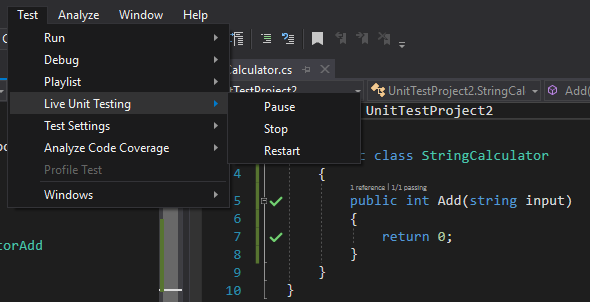 Test Analyze Window Help
Run
Debug
Playlist
Live Unit Testing
Test Settings
Analyze Code Coverage
Profile Test
Windows
Pause
Stop
Restart
Calculator.cs
UnitTestProject2.StringCal
Add(
UnitTestProject2
class StringCalculator
4 {
1 reference | 1/1 passing
5 public int Add(string input)
6 {
7 return 0;
8 }
9 }
10 }
torAdd